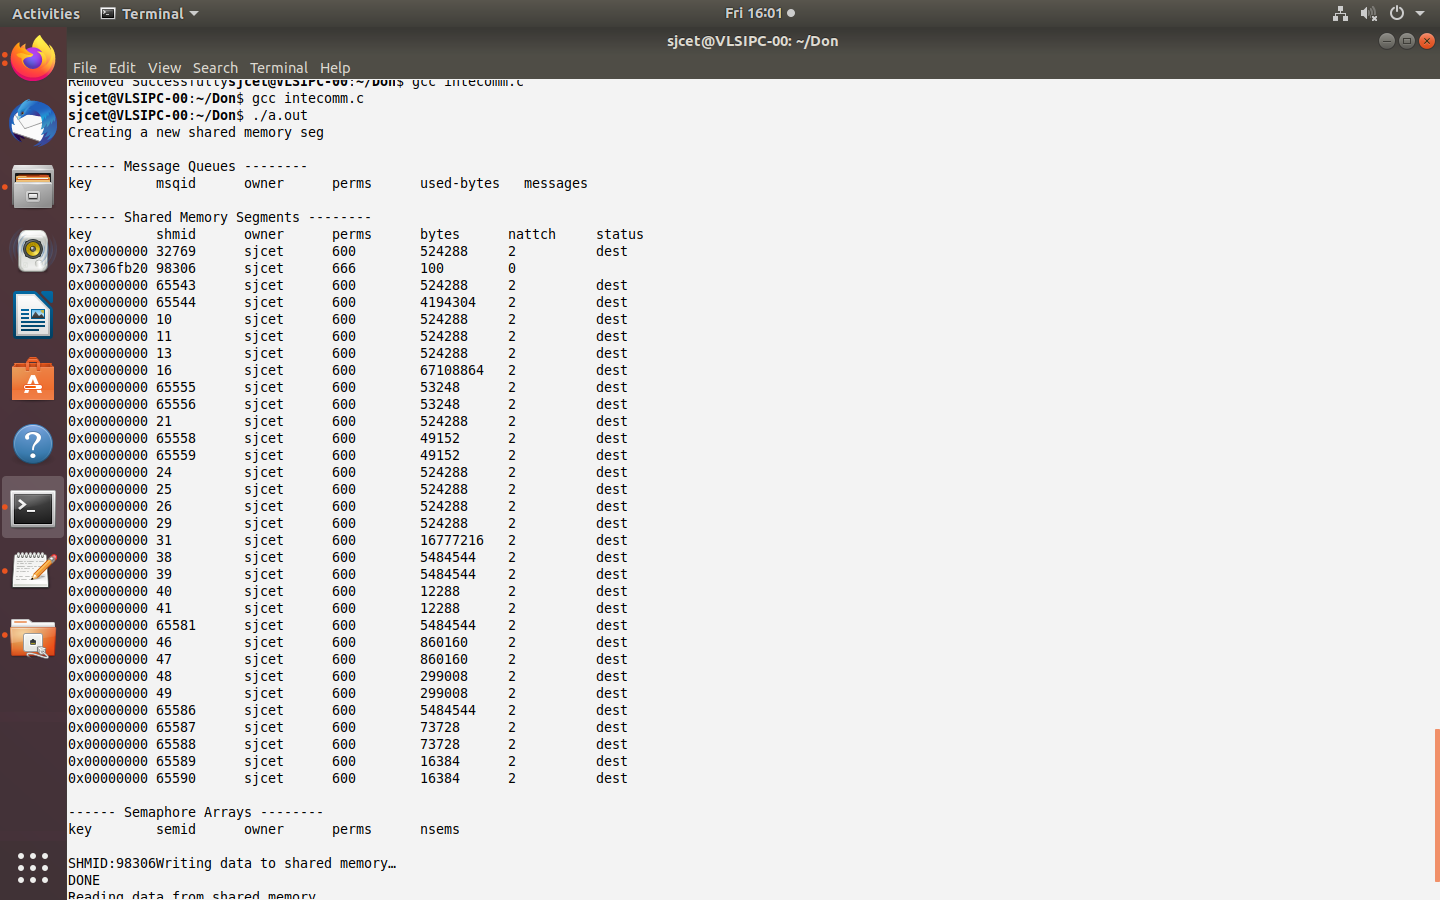 Activities Terminal Fri 16:01
sjcet@VLSIPC-00: ~/Don
File Edit View Search Terminal Help
Removed Successfullysjcet@VLSIPC-00:~/Don$ gcc intecomm.c
sjcet@VLSIPC-00:~/Don$ gcc intecomm.c
sjcet@VLSIPC-00:~/Don$ ./a.out
Creating a new shared memory seg
------ Message Queues --------
key msqid owner perms used-bytes messages
------ Shared Memory Segments --------
key shmid owner perms bytes nattch status
0x00000000 32769 sjcet 600 524288 2 dest
0x7306fb20 98306 sjcet 666 100 0
0x00000000 65543 sjcet 600 524288 2 dest
0x00000000 65544 sjcet 600 4194304 2 dest
0x00000000 10 sjcet 600 524288 2 dest
0x00000000 11 sjcet 600 524288 2 dest
0x00000000 13 sjcet 600 524288 2 dest
0x00000000 16 sjcet 600 67108864 2 dest
0x00000000 65555 sjcet 600 53248 2 dest
0x00000000 65556 sjcet 600 53248 2 dest
0x00000000 21 sjcet 600 524288 2 dest
0x00000000 65558 sjcet 600 49152 2 dest
0x00000000 65559 sjcet 600 49152 2 dest
0x00000000 24 sjcet 600 524288 2 dest
0x00000000 25 sjcet 600 524288 2 dest
0x00000000 26 sjcet 600 524288 2 dest
0x00000000 29 sjcet 600 524288 2 dest
0x00000000 31 sjcet 600 16777216 2 dest
0x00000000 38 sjcet 600 5484544 2 dest
0x00000000 39 sjcet 600 5484544 2 dest
0x00000000 40 sjcet 600 12288 2 dest
0x00000000 41 sjcet 600 12288 2 dest
0x00000000 65581 sjcet 600 5484544 2 dest
0x00000000 46 sjcet 600 860160 2 dest
0x00000000 47 sjcet 600 860160 2 dest
0x00000000 48 sjcet 600 299008 2 dest
0x00000000 49 sjcet 600 299008 2 dest
0x00000000 65586 sjcet 600 5484544 2 dest
0x00000000 65587 sjcet 600 73728 2 dest
0x00000000 65588 sjcet 600 73728 2 dest
0x00000000 65589 sjcet 600 16384 2 dest
0x00000000 65590 sjcet 600 16384 2 dest
------ Semaphore Arrays --------
key semid owner perms nsems
SHMID:98306Writing data to shared memory…
DONE
Reading data from shared memory